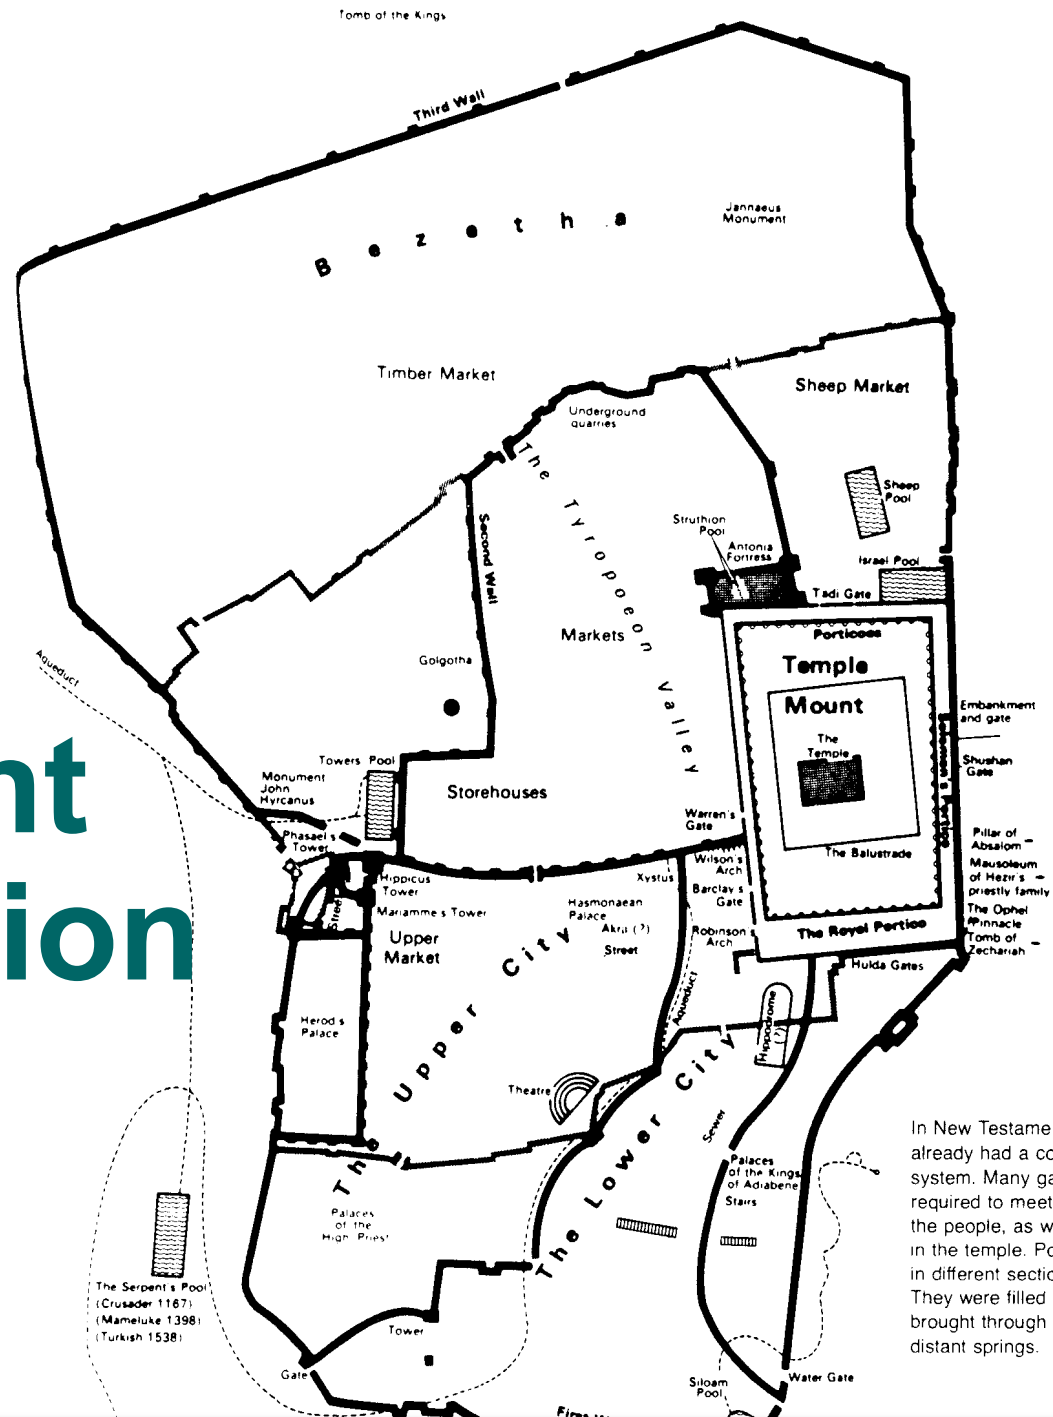 Tomb of the Kings
Third Wall
Bezetha
Jannaeus
Monument
Timber Market
Sheep Market
Underground
quarries
The Tyropoeon Valley
Sheep
Pool
Second Wall
Struthion
Pool
Antonia
Fortress
Israel Pool
Tadi Gate
Markets
Porticoes
Golgotha
Temple
Mount
Aqueduct
Embankment
and gate
The
Temple
Solomon's Portico
Shushan
Gate
nt
Towers Pool
Monument
John
Hyrcanus
Storehouses
Warren's
Gate
Phasael's
Tower
Pillar of
Absalom
The Balustrade
Wilson's
Arch
Mausoleum
of Hezir's
priestly family
Hippicus
Tower
Xystus
Barclay's
Gate
Street
Mariamme's Tower
Hasmonaean
Palace
Akra (?)
Street
The Ophel
Pinnacle
ion
Upper
Market
Robinson
Arch
The Royal Portico
Tomb of
Zechariah
Hulda Gates
The Upper City
Aqueduct
Hippodrome
(?)
Herod's
Palace
Theatre
The Lower City
Sewer
In New Testame
already had a co
system. Many ga
required to meet
the people, as w
in the temple. Po
in different sectio
They were filled
brought through
distant springs.
Palaces
of the Kings
of Adiabene
Stairs
Palaces
of the
High Priest
The Serpent's Pool
(Crusader 1167)
(Mameluke 1398)
(Turkish 1538)
Tower
Gate
Siloam
Pool
Water Gate